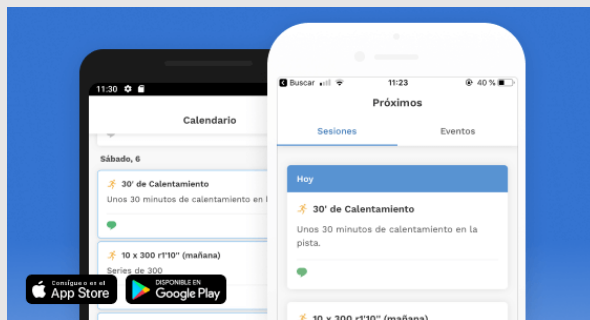 11:30
Calendario
Sábado, 6
30' de Calentamiento
Unos 30 minutos de calentamiento en l
10 x 300 r1'10'' (mañana)
Series de 300
Consíguelo en el
App Store
DISPONIBLE EN
Google Play
Buscar
11:23
40 %
Próximos
Sesiones
Eventos
Hoy
30' de Calentamiento
Unos 30 minutos de calentamiento en la
pista.
10 x 300 r1'10'' (mañana)